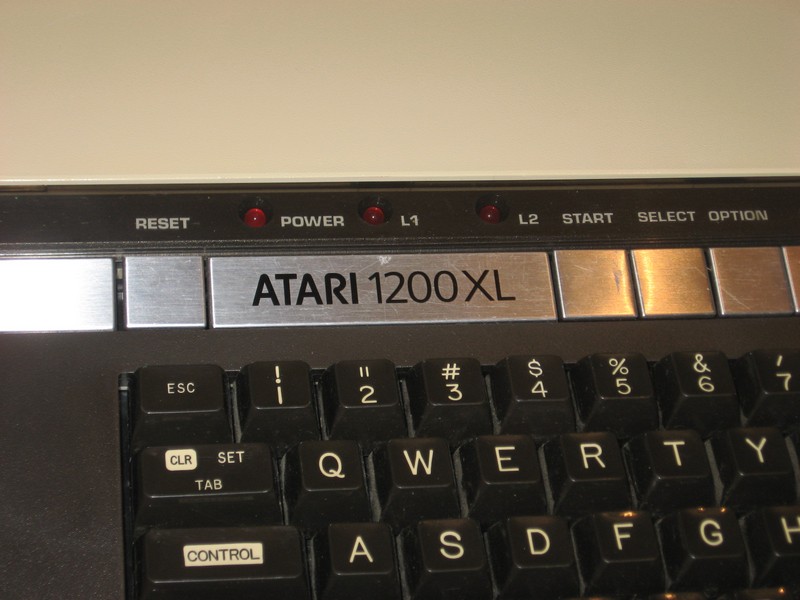 RESET POWER L1 L2 START SELECT OPTION
ATARI 1200XL
ESC ! 1 " 2 # 3 $ 4 % 5 & 6 ' 7
CLR SET TAB Q W E R T Y
CONTROL A S D F G H